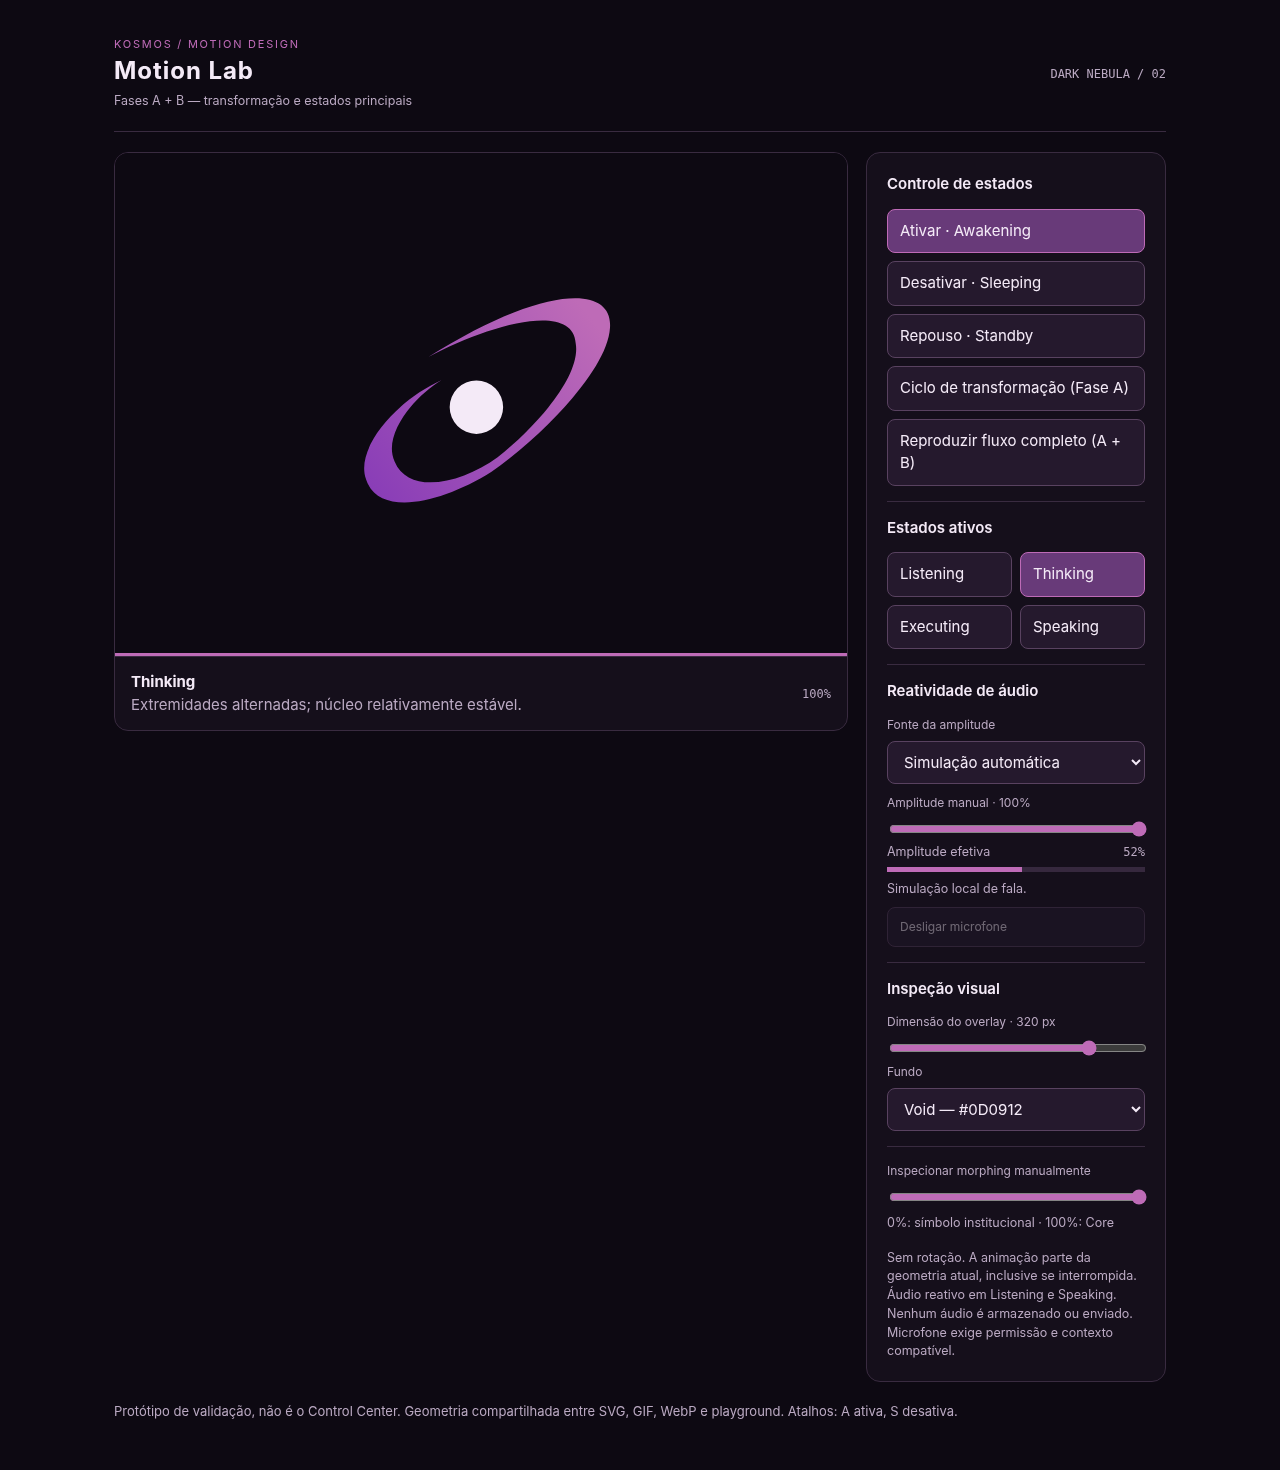 KOSMOS / MOTION DESIGN
Motion Lab
DARK NEBULA / 02
Fases A + B — transformação e estados principais
Thinking
Extremidades alternadas; núcleo relativamente estável.
100%
Controle de estados
Ativar · Awakening
Desativar · Sleeping
Repouso · Standby
Ciclo de transformação (Fase A)
Reproduzir fluxo completo (A +
B)
Estados ativos
Listening
Thinking
Executing
Speaking
Reatividade de áudio
Fonte da amplitude
Simulação automática
Amplitude manual · 100%
Amplitude efetiva
52%
Simulação local de fala.
Desligar microfone
Inspeção visual
Dimensão do overlay · 320 px
Fundo
Void — #0D0912
Inspecionar morphing manualmente
0%: símbolo institucional · 100%: Core
Sem rotação. A animação parte da
geometria atual, inclusive se interrompida.
Áudio reativo em Listening e Speaking.
Nenhum áudio é armazenado ou enviado.
Microfone exige permissão e contexto
compatível.
Protótipo de validação, não é o Control Center. Geometria compartilhada entre SVG, GIF, WebP e playground. Atalhos: A ativa, S desativa.